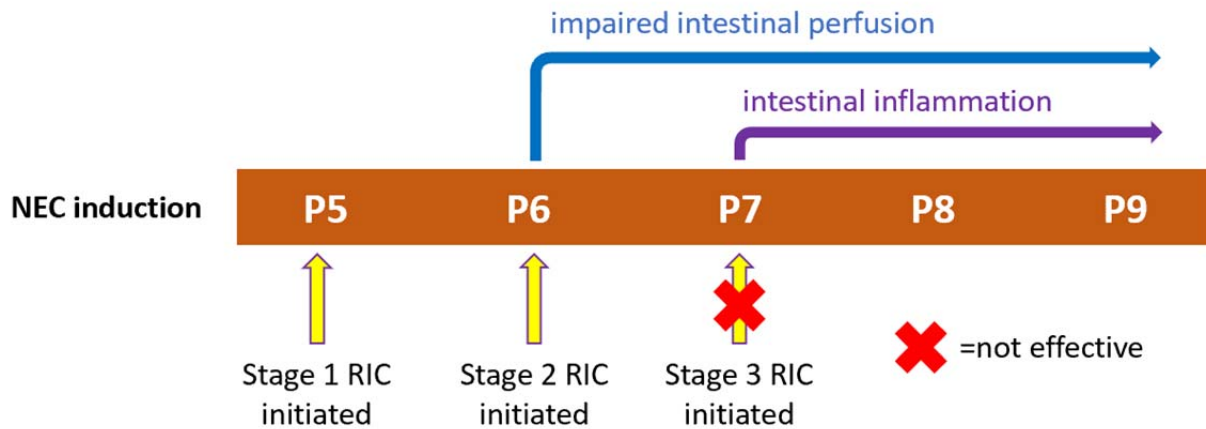 impaired intestinal perfusion
intestinal inflammation
NEC induction P5 P6 P7 P8 P9
Stage 1 RIC initiated
Stage 2 RIC initiated
Stage 3 RIC initiated
=not effective